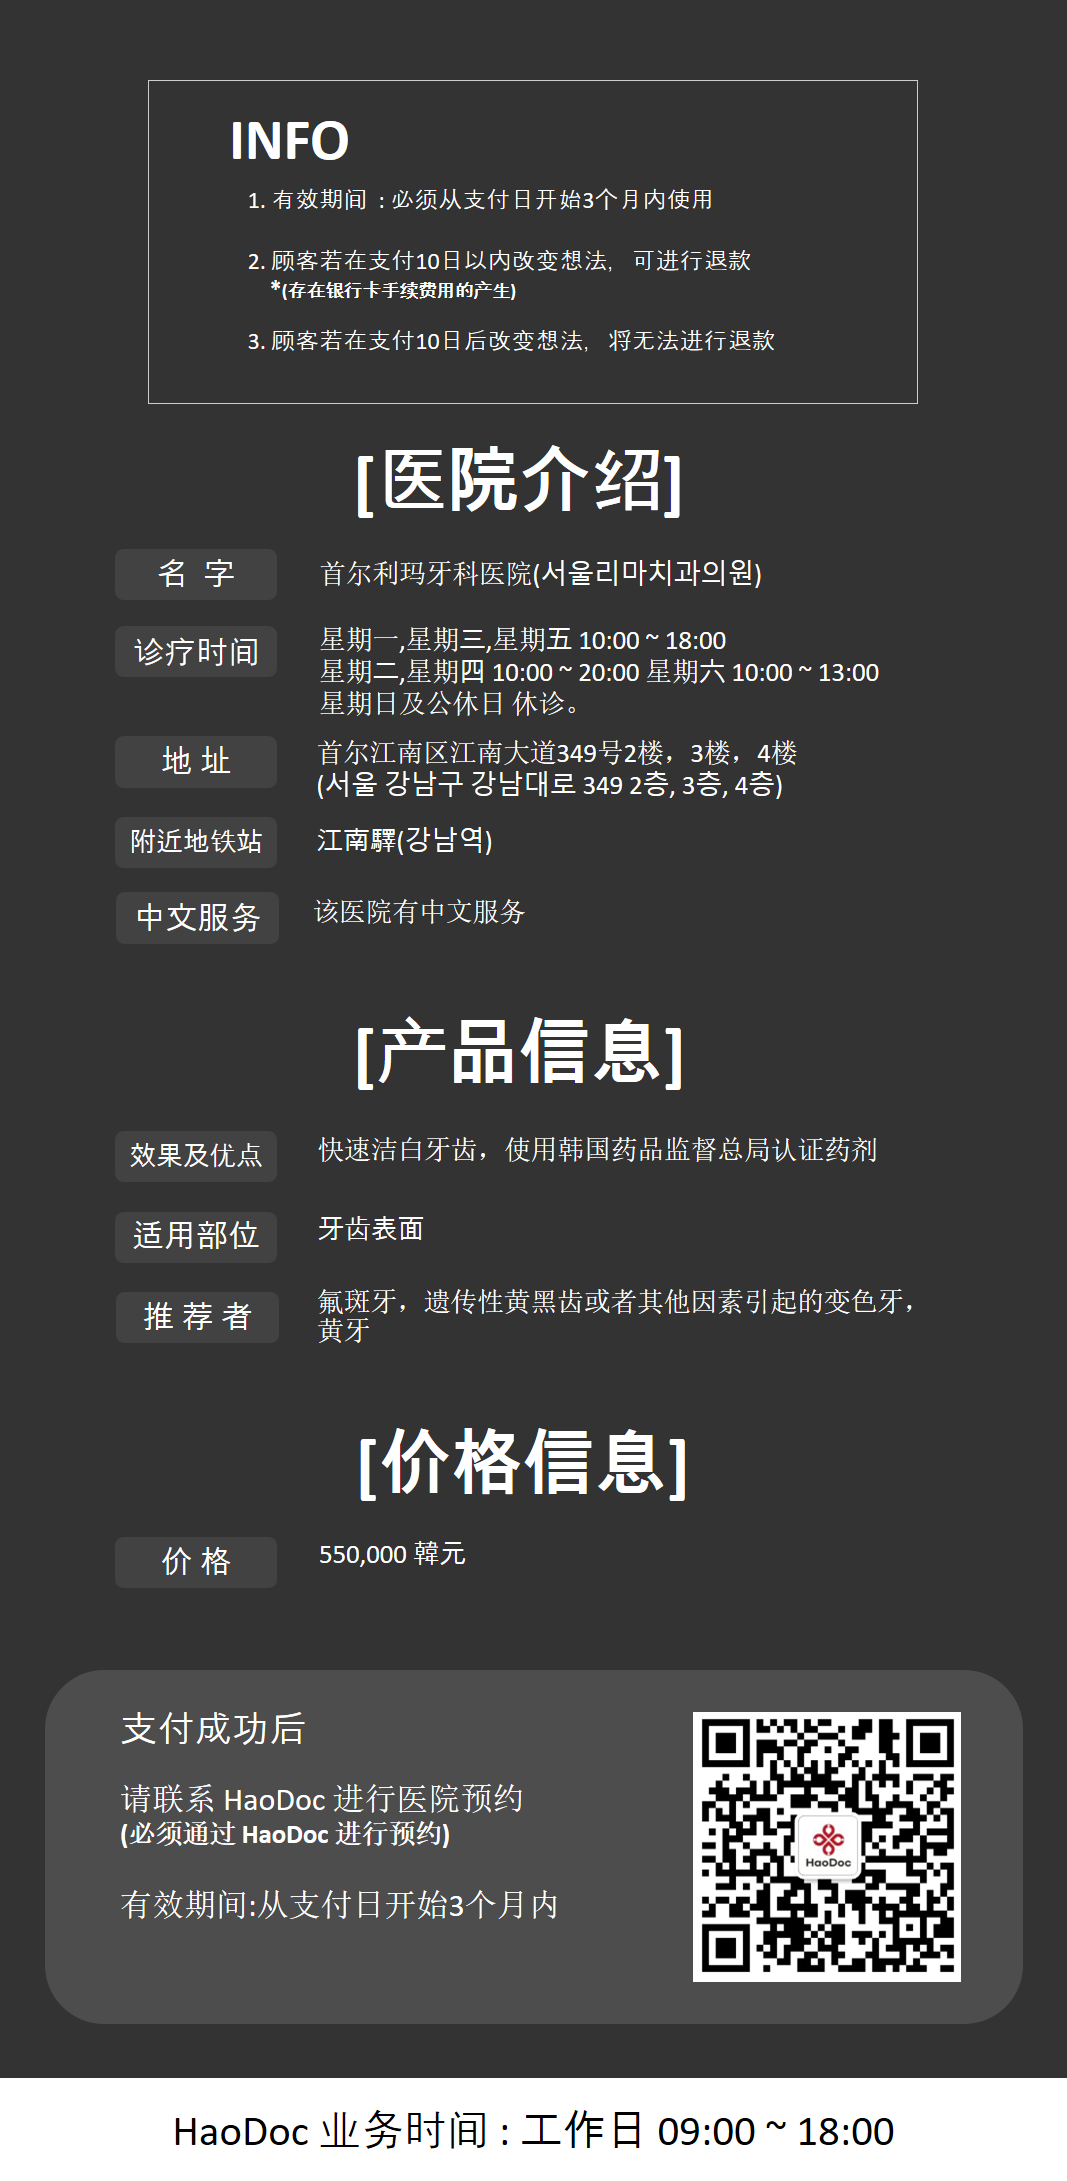 INFO
1. 有效期间 : 必须从支付日开始3个月内使用
2. 顾客若在支付10日以内改变想法, 可进行退款
*(存在银行卡手续费用的产生)
3. 顾客若在支付10日后改变想法, 将无法进行退款
[医院介绍]
名 字
首尔利玛牙科医院(서울리마치과의원)
诊疗时间
星期一,星期三,星期五 10:00 ~ 18:00
星期二,星期四 10:00 ~ 20:00 星期六 10:00 ~ 13:00
星期日及公休日 休诊。
地 址
首尔江南区江南大道349号2楼，3楼，4楼
(서울 강남구 강남대로 349 2층, 3층, 4층)
附近地铁站
江南驛(강남역)
中文服务
该医院有中文服务
[产品信息]
效果及优点
快速洁白牙齿，使用韩国药品监督总局认证药剂
适用部位
牙齿表面
推 荐 者
氟斑牙，遗传性黄黑齿或者其他因素引起的变色牙，
黄牙
[价格信息]
价 格
550,000 韓元
支付成功后
请联系 HaoDoc 进行医院预约
(必须通过 HaoDoc 进行预约)
有效期间:从支付日开始3个月内
HaoDoc
HaoDoc 业务时间 : 工作日 09:00 ~ 18:00